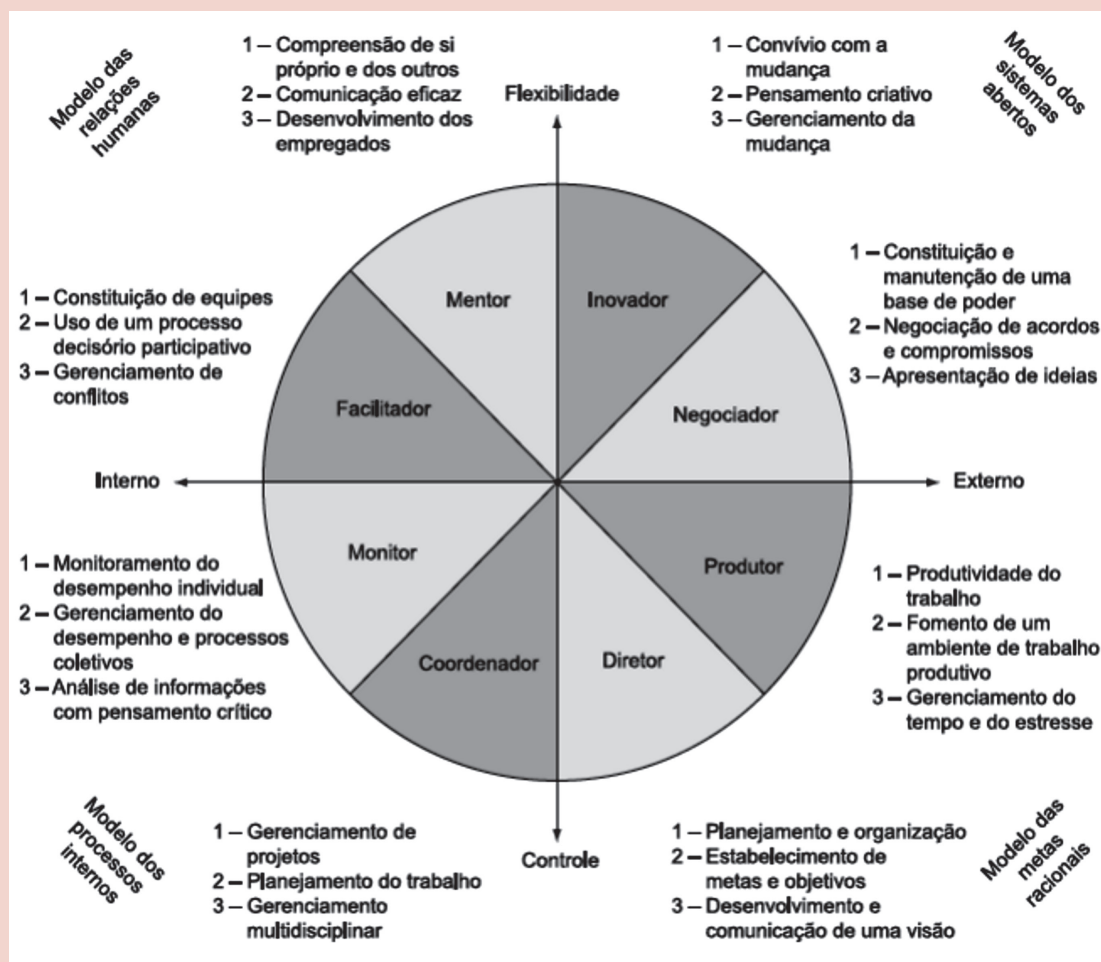 Modelo das
relações
humanas
1 – Compreensão de si
próprio e dos outros
2 – Comunicação eficaz
3 – Desenvolvimento dos
empregados
Flexibilidade
1 – Convívio com a
mudança
2 – Pensamento criativo
3 – Gerenciamento da
mudança
Modelo dos
sistemas
abertos
1 – Constituição de equipes
2 – Uso de um processo
decisório participativo
3 – Gerenciamento de
conflitos
Mentor
Inovador
1 – Constituição e
manutenção de uma
base de poder
2 – Negociação de acordos
e compromissos
3 – Apresentação de ideias
Facilitador
Negociador
Interno
Externo
1 – Monitoramento do
desempenho individual
2 – Gerenciamento do
desempenho e processos
coletivos
3 – Análise de informações
com pensamento crítico
Monitor
Produtor
1 – Produtividade do
trabalho
2 – Fomento de um
ambiente de trabalho
produtivo
3 – Gerenciamento do
tempo e do estresse
Coordenador
Diretor
Modelo dos
processos
internos
1 – Gerenciamento de
projetos
2 – Planejamento do trabalho
3 – Gerenciamento
multidisciplinar
Controle
1 – Planejamento e organização
2 – Estabelecimento de
metas e objetivos
3 – Desenvolvimento e
comunicação de uma visão
Modelo das
metas
racionais